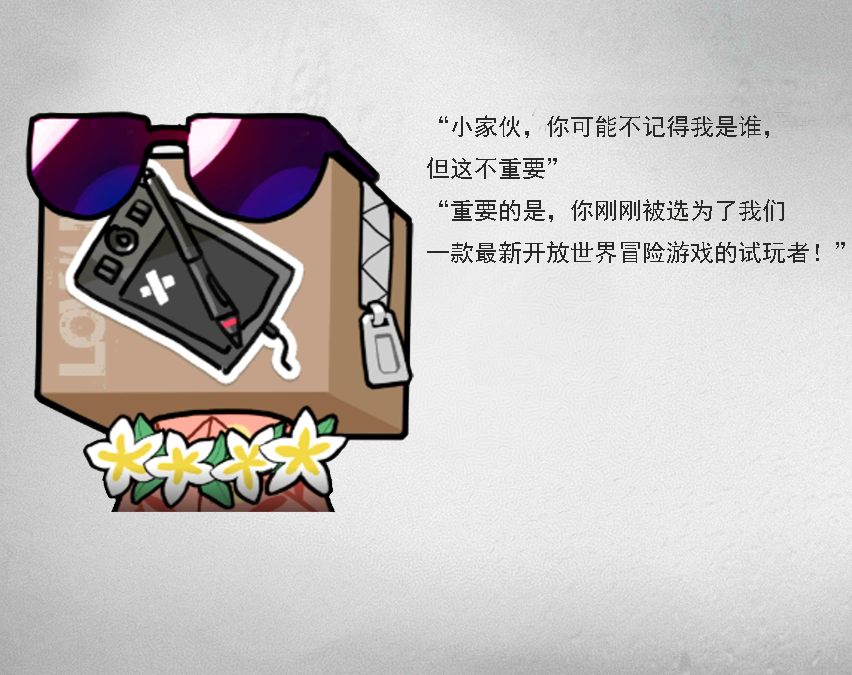 “小家伙，你可能不记得我是谁，
但这不重要”
“重要的是，你刚刚被选为了我们
一款最新开放世界冒险游戏的试玩者！”